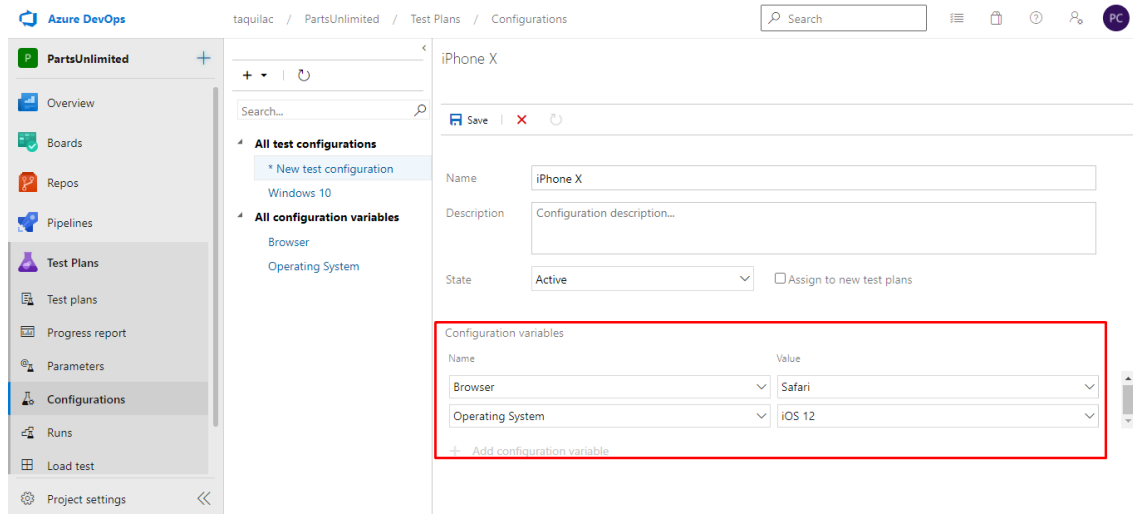 Azure DevOps
taquilac / PartsUnlimited / Test Plans / Configurations
Search
PC
P PartsUnlimited
Overview
Boards
Repos
Pipelines
Test Plans
Test plans
Progress report
Parameters
Configurations
Runs
Load test
Project settings
Search...
All test configurations
* New test configuration
Windows 10
All configuration variables
Browser
Operating System
iPhone X
Save
Name
iPhone X
Description
Configuration description...
State
Active
Assign to new test plans
Configuration variables
Name Value
Browser Safari
Operating System iOS 12
Add configuration variable